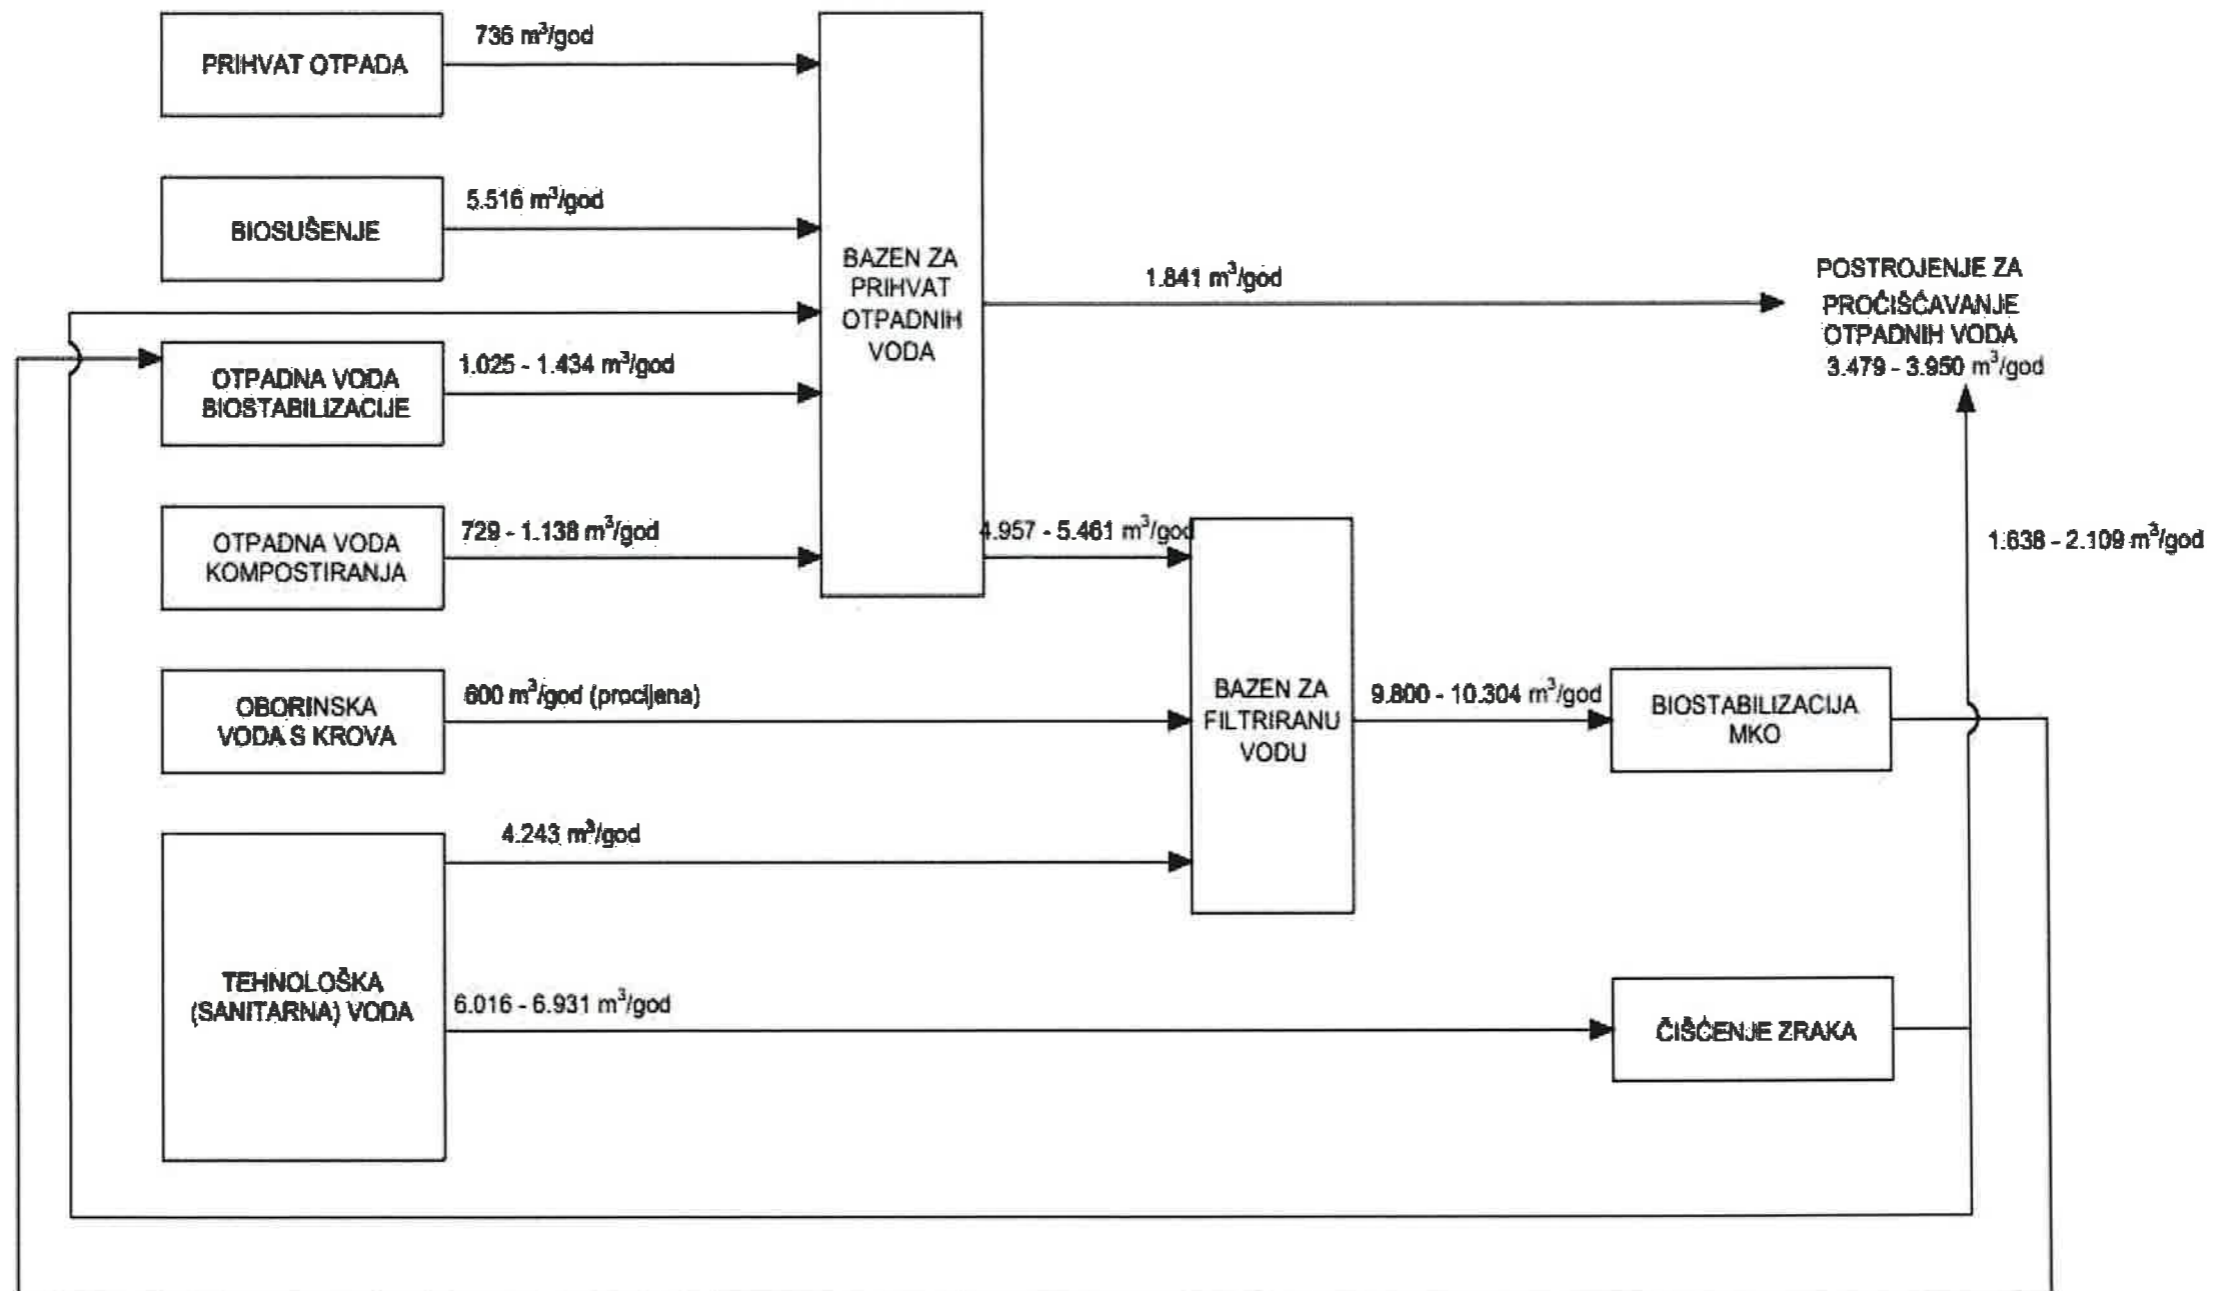 PRIHVAT OTPADA
736 m³/god
BIOSUŠENJE
5.516 m³/god
OTPADNA VODA
BIOSTABILIZACIJE
1.025 - 1.434 m³/god
OTPADNA VODA
KOMPOSTIRANJA
729 - 1.138 m³/god
OBORINSKA
VODA S KROVA
600 m³/god (procijena)
TEHNOLOŠKA
(SANITARNA) VODA
4.243 m³/god
6.016 - 6.931 m³/god
BAZEN ZA
PRIHVAT
OTPADNIH
VODA
1.841 m³/god
4.957 - 5.461 m³/god
BAZEN ZA
FILTRIRANU
VODU
9.800 - 10.304 m³/god
BIOSTABILIZACIJA
MKO
ČIŠĆENJE ZRAKA
POSTROJENJE ZA
PROČIŠĆAVANJE
OTPADNIH VODA
3.479 - 3.950 m³/god
1.638 - 2.109 m³/god